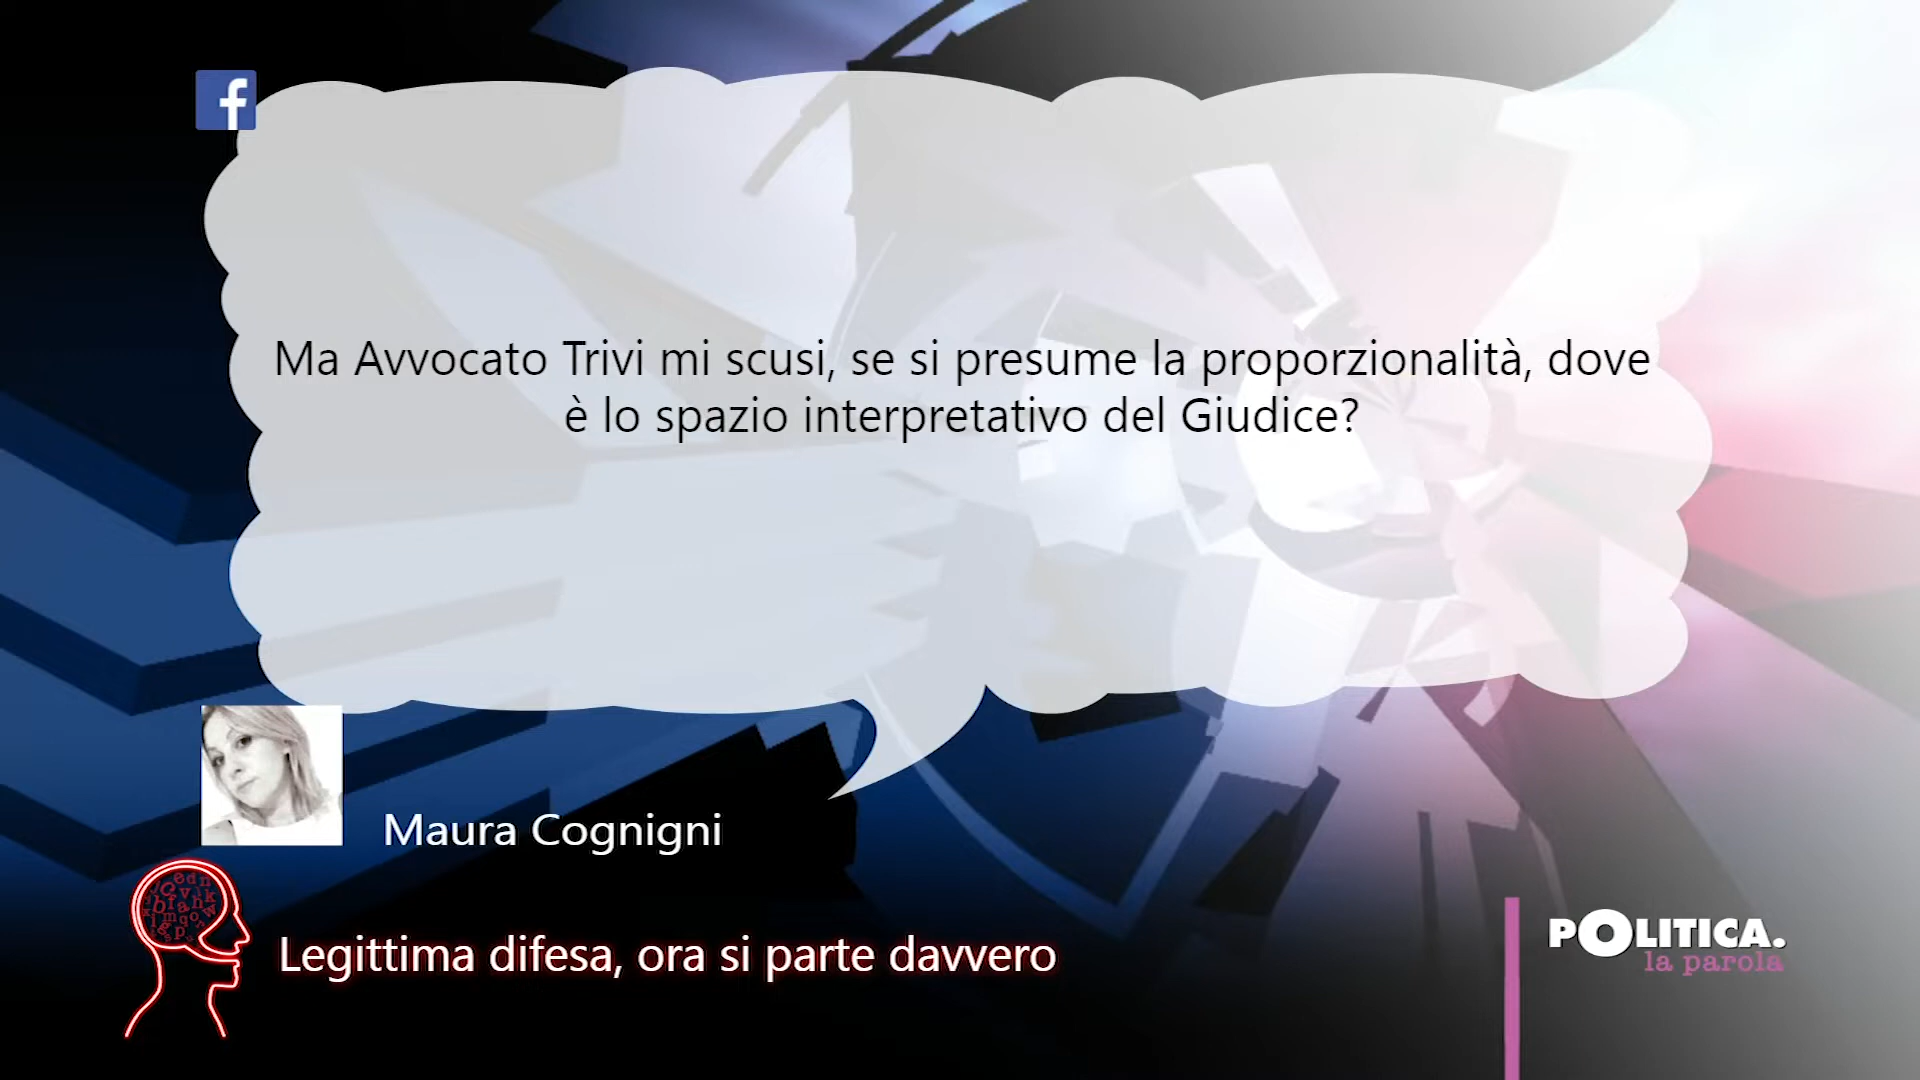 Ma Avvocato Trivi mi scusi, se si presume la proporzionalità, dove
è lo spazio interpretativo del Giudice?
Maura Cognigni
Legittima difesa, ora si parte davvero
POLITICA.
la parola